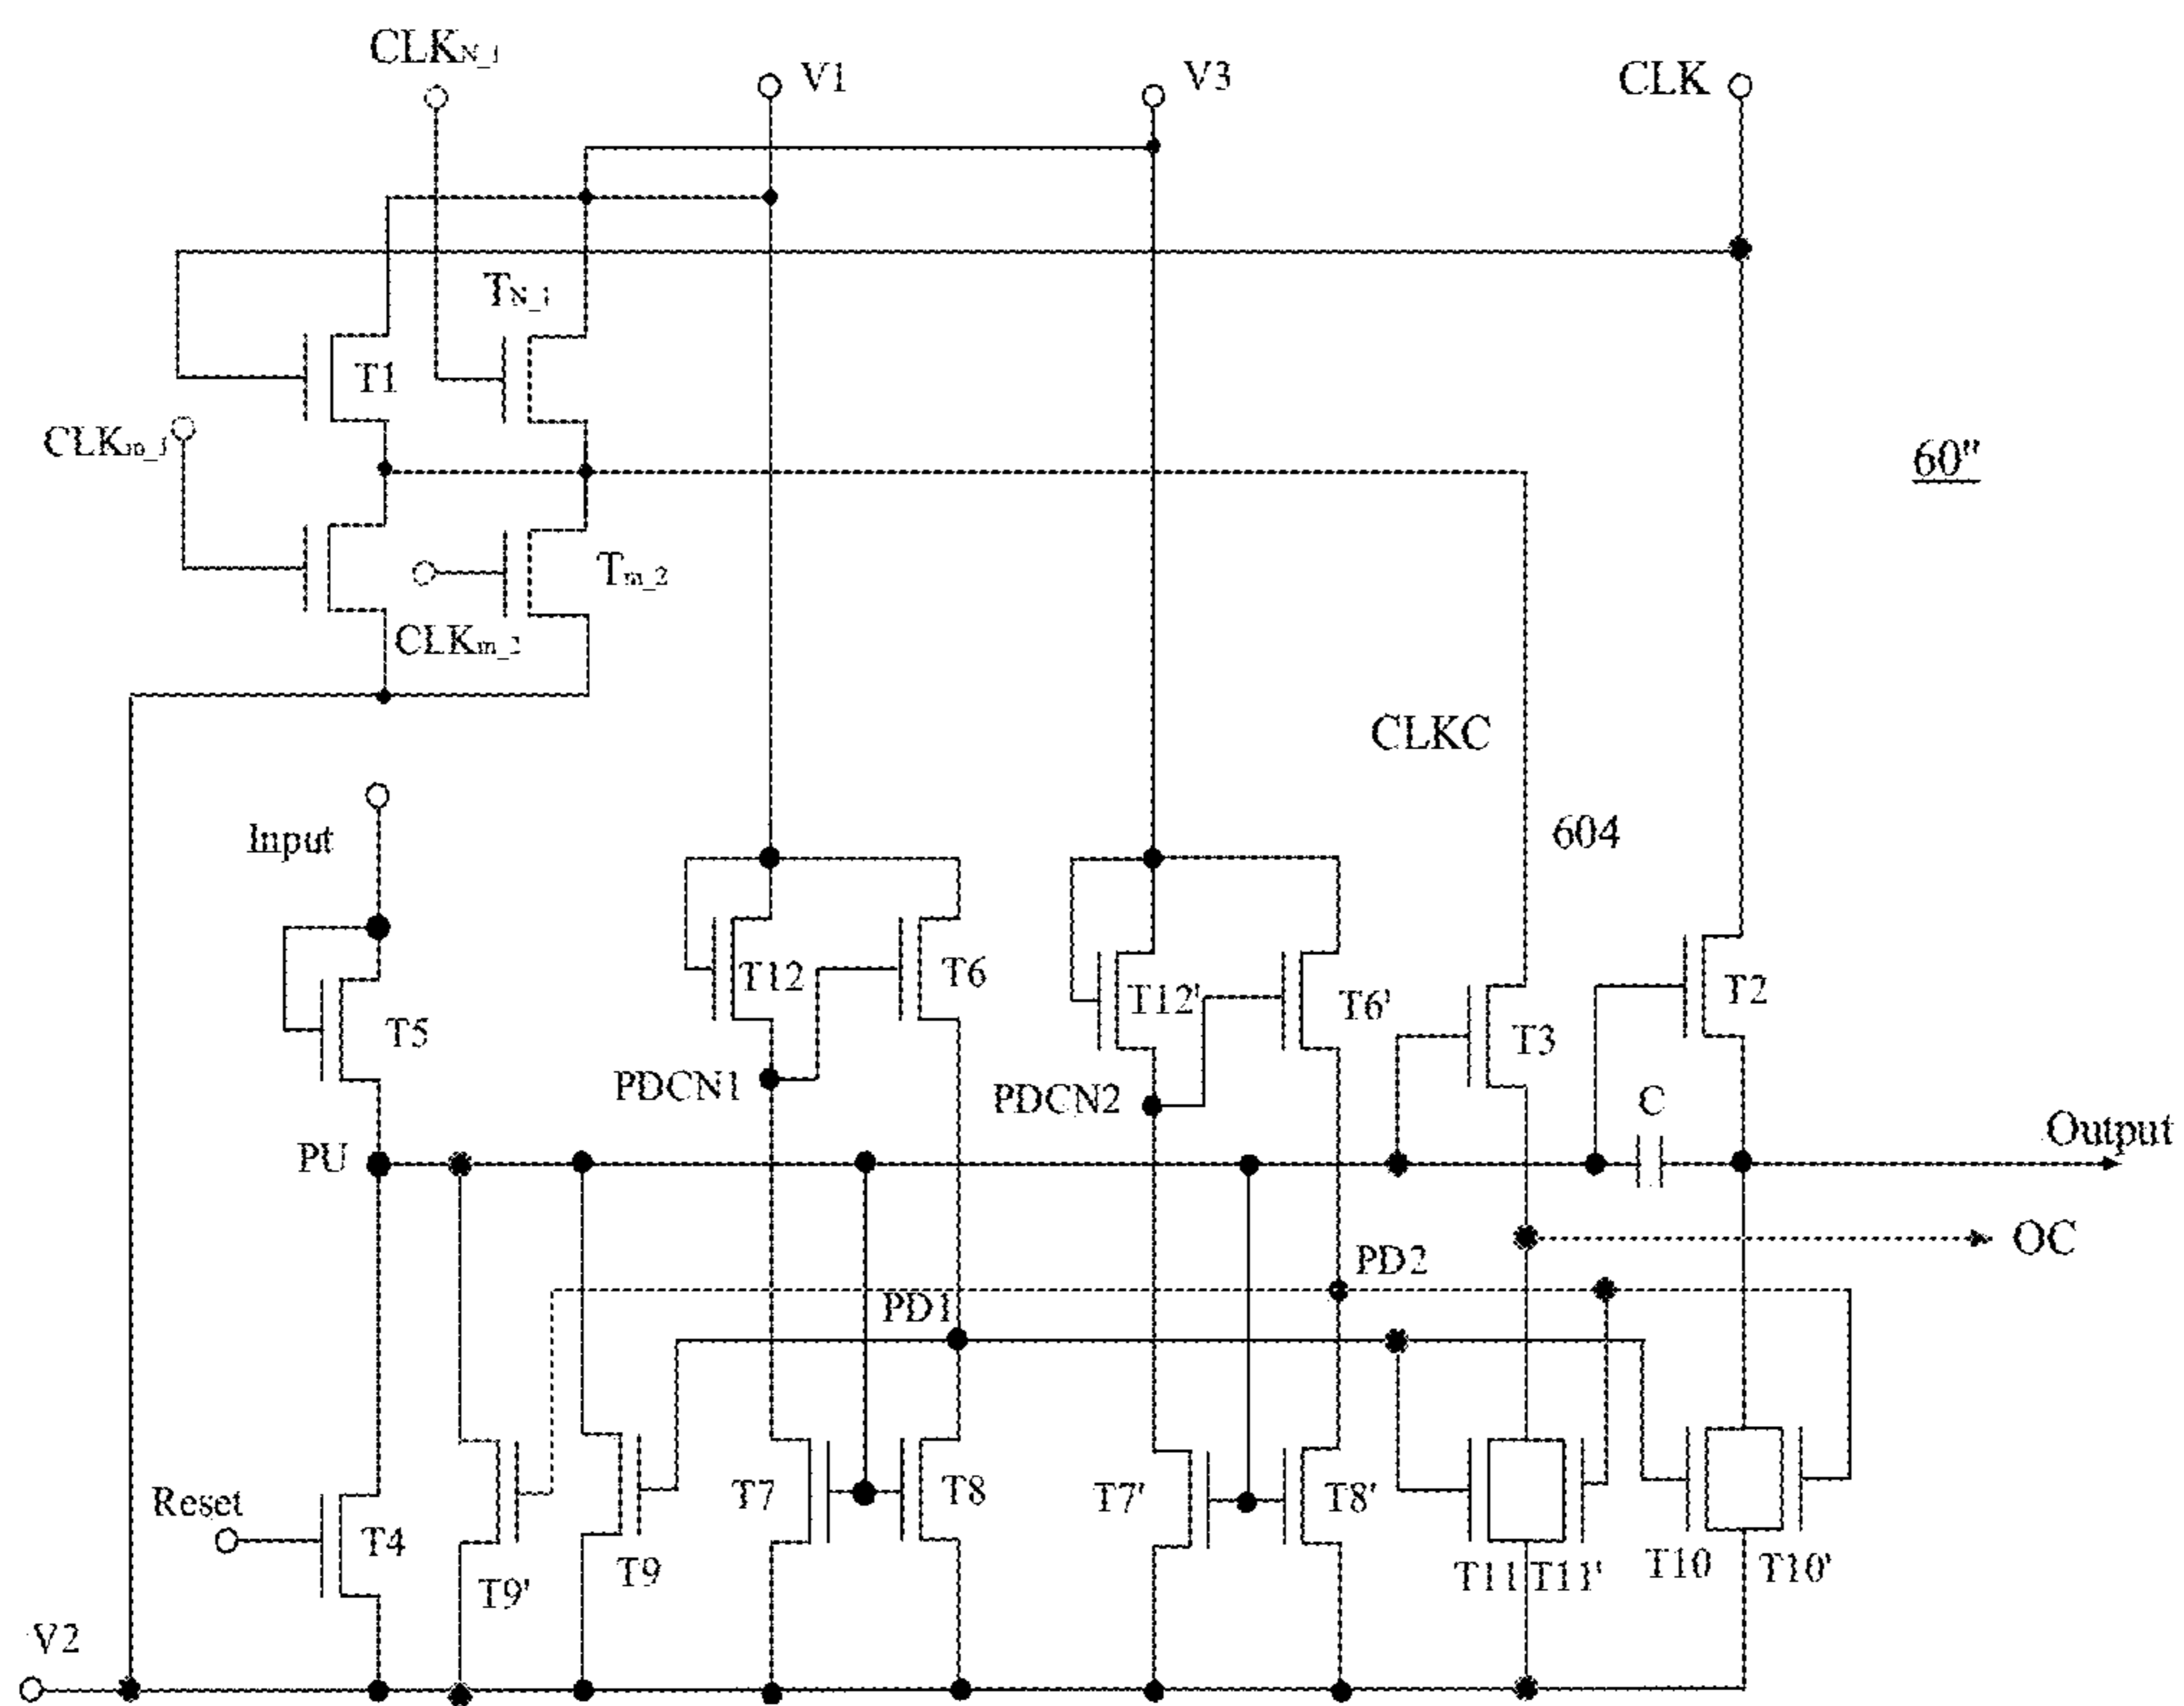 CLKN_1
V1
V3
CLK
TN_1
T1
CLKm_1
60"
Tm_2
CLKm_2
CLKC
Input
604
T12
T6
T12'
T6'
T3
T2
T5
PDCN1
PDCN2
C
Output
PU
OC
PD2
PD1
Reset
T4
T9'
T9
T7
T8
T7'
T8'
T11
T11'
T10
T10'
V2